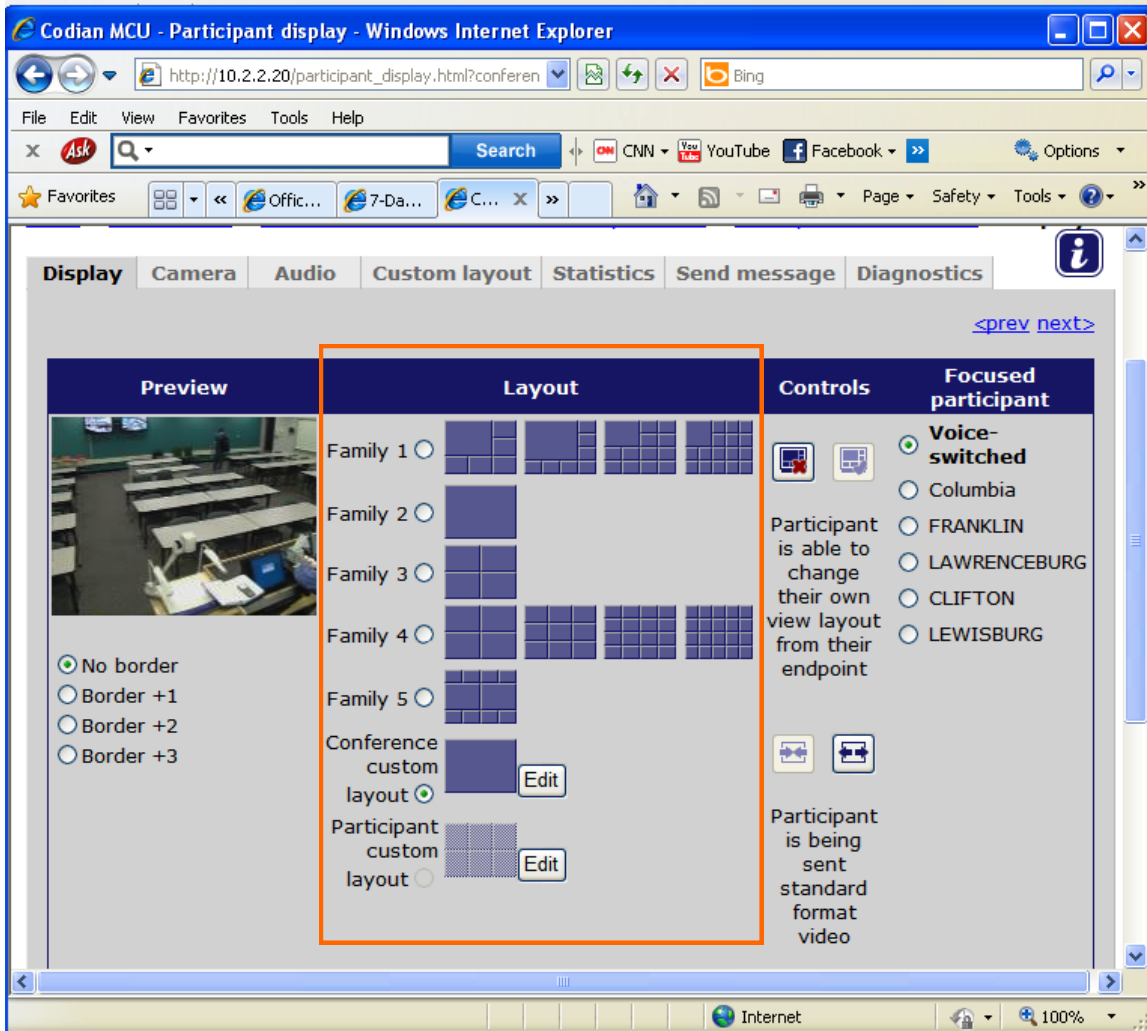 Codian MCU - Participant display - Windows Internet Explorer
http://10.2.2.20/participant_display.html?conferen
Bing
File Edit View Favorites Tools Help
x Ask Search CNN YouTube Facebook Options
Favorites Offic... 7-Da... C... X Page Safety Tools
Display Camera Audio Custom layout Statistics Send message Diagnostics
<prev next>
Preview
Layout
Controls
Focused
participant
No border
Border +1
Border +2
Border +3
Family 1
Family 2
Family 3
Family 4
Family 5
Conference
custom
layout
Edit
Participant
custom
layout
Edit
Participant
is able to
change
their own
view layout
from their
endpoint
Participant
is being
sent
standard
format
video
Voice-
switched
Columbia
FRANKLIN
LAWRENCEBURG
CLIFTON
LEWISBURG
Internet 100%